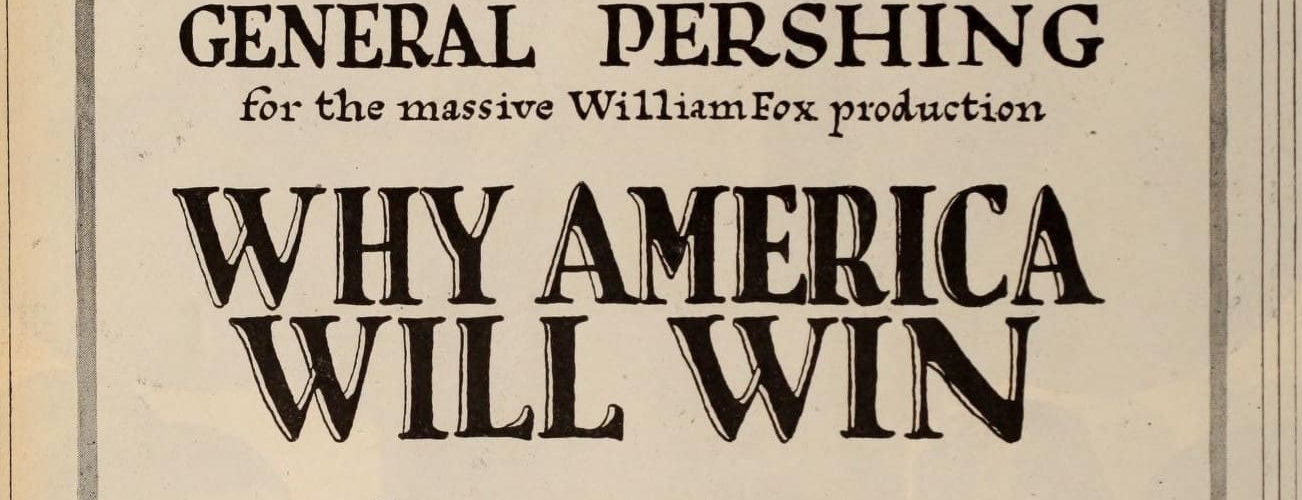 GENERAL PERSHING
for the massive William Fox production
WHY AMERICA
WILL WIN